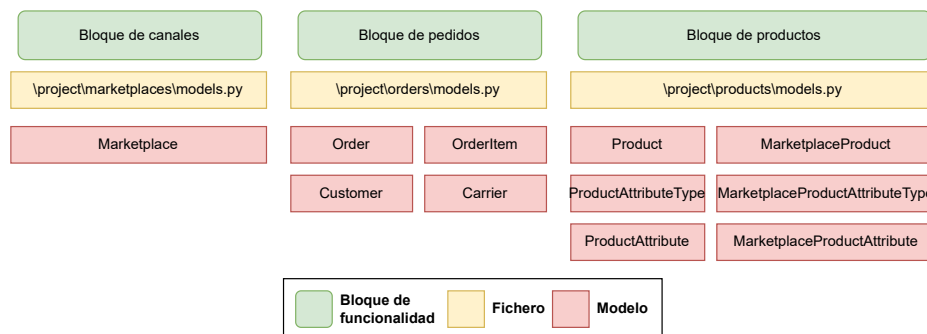 Bloque de canales
Bloque de pedidos
Bloque de productos
\project\marketplaces\models.py
\project\orders\models.py
\project\products\models.py
Marketplace
Order
OrderItem
Product
MarketplaceProduct
Customer
Carrier
ProductAttributeType
MarketplaceProductAttributeType
ProductAttribute
MarketplaceProductAttribute
Bloque de
funcionalidad
Fichero
Modelo